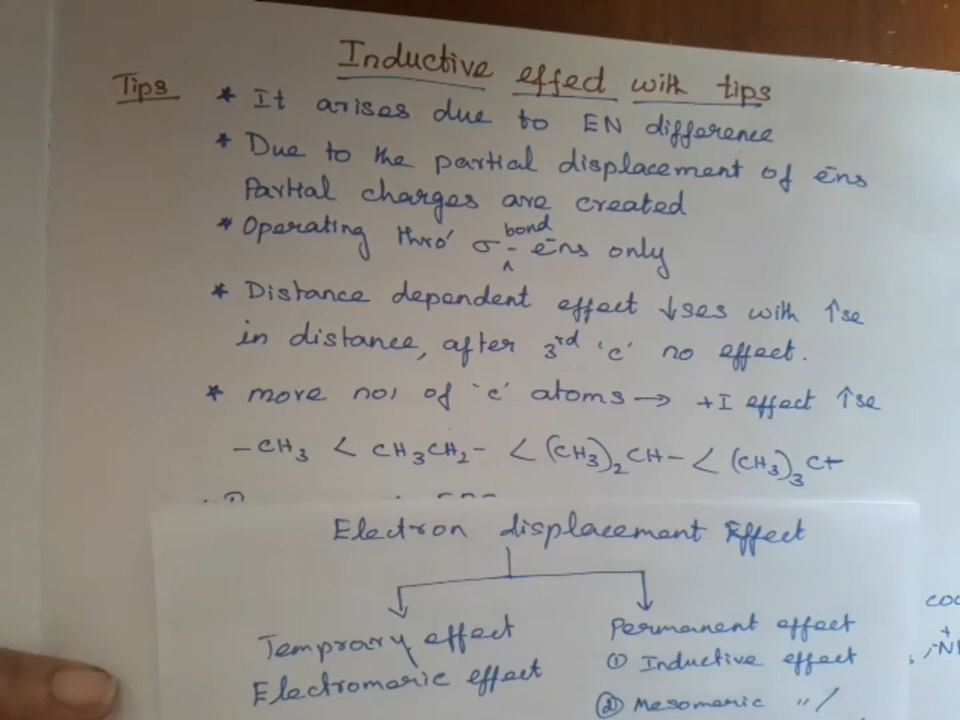 Inductive effect with tips
Tips
* It arises due to EN difference
* Due to the partial displacement of ēns
Partial charges are created
* Operating thro' σ- bond ēns only
* Distance dependent effect ↓ses with ↑se
in distance, after 3rd 'c' no effect.
* more no, of 'c' atoms → +I effect ↑se
-CH3 < CH3CH2- < (CH3)2CH- < (CH3)3C+
Electron displacement Effect
Temprary effect
Electromaric effect
Permanent effect
① Inductive effect
② Mesomeric "/
COO
+